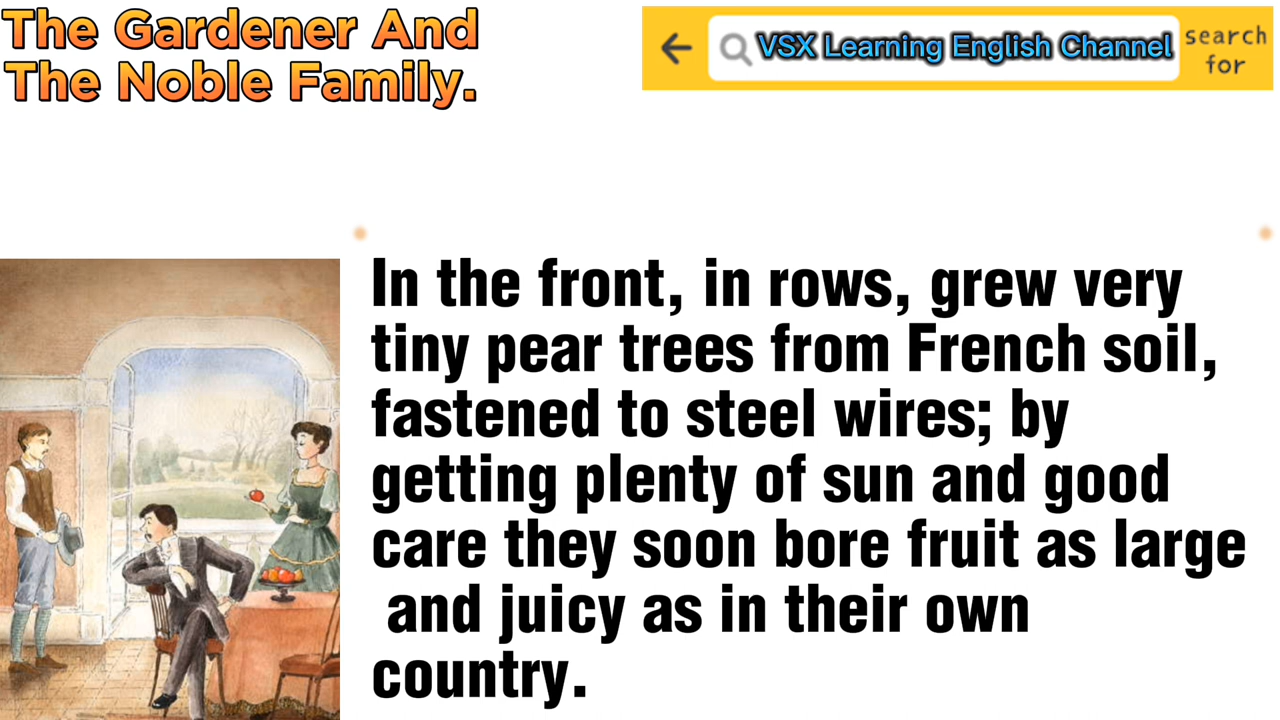 The Gardener And
The Noble Family.
VSX Learning English Channel
search
for
In the front, in rows, grew very
tiny pear trees from French soil,
fastened to steel wires; by
getting plenty of sun and good
care they soon bore fruit as large
and juicy as in their own
country.